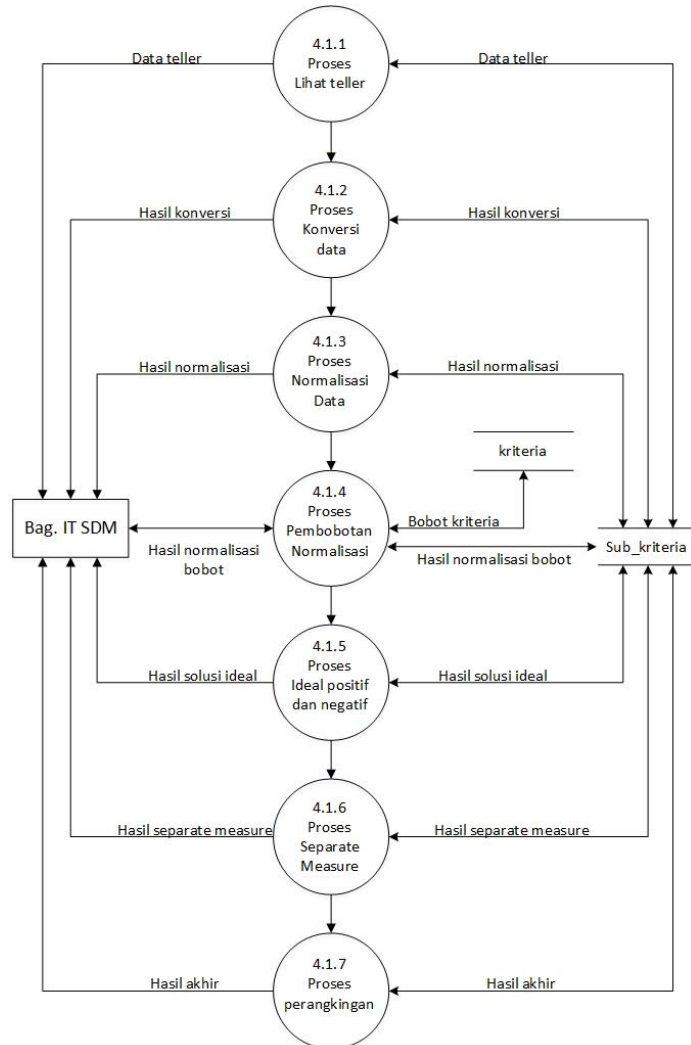 4.1.1
Proses
Lihat teller
Data teller
Data teller
4.1.2
Proses
Konversi
data
Hasil konversi
Hasil konversi
4.1.3
Proses
Normalisasi
Data
Hasil normalisasi
Hasil normalisasi
kriteria
4.1.4
Proses
Pembobotan
Normalisasi
Bobot kriteria
Bag. IT SDM
Hasil normalisasi
bobot
Hasil normalisasi bobot
Sub_kriteria
4.1.5
Proses
Ideal positif
dan negatif
Hasil solusi ideal
Hasil solusi ideal
4.1.6
Proses
Separate
Measure
Hasil separate measure
Hasil separate measure
4.1.7
Proses
perangkingan
Hasil akhir
Hasil akhir